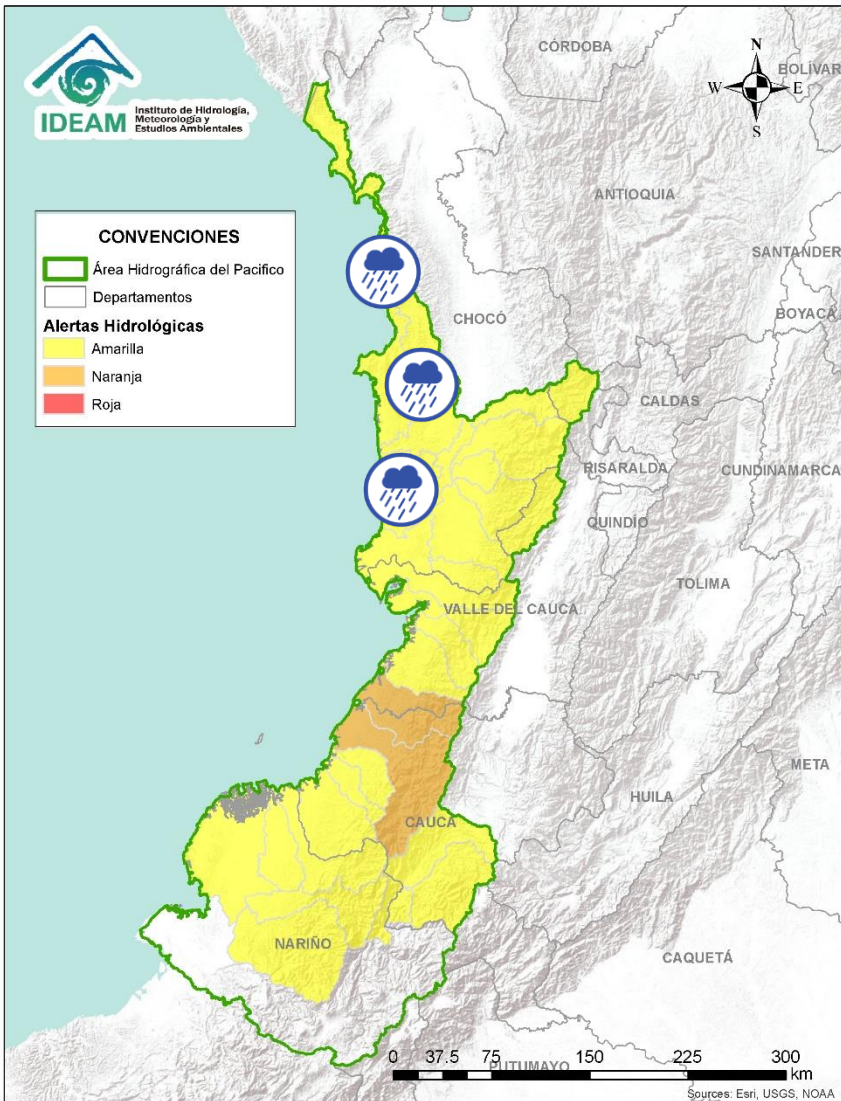 IDEAM
Instituto de Hidrología,
Meteorología y
Estudios Ambientales
CÓRDOBA
N
W
E
S
BOLÍVAR
ANTIOQUIA
CONVENCIONES
Área Hidrográfica del Pacifico
Departamentos
Alertas Hidrológicas
Amarilla
Naranja
Roja
SANTANDER
BOYACÁ
CHOCÓ
CALDAS
RISARALDA
CUNDINAMARCA
QUINDÍO
TOLIMA
VALLE DEL CAUCA
META
HUILA
CAUCA
NARIÑO
CAQUETÁ
PUTUMAYO
0 37.5 75 150 225 300
km
Sources: Esri, USGS, NOAA